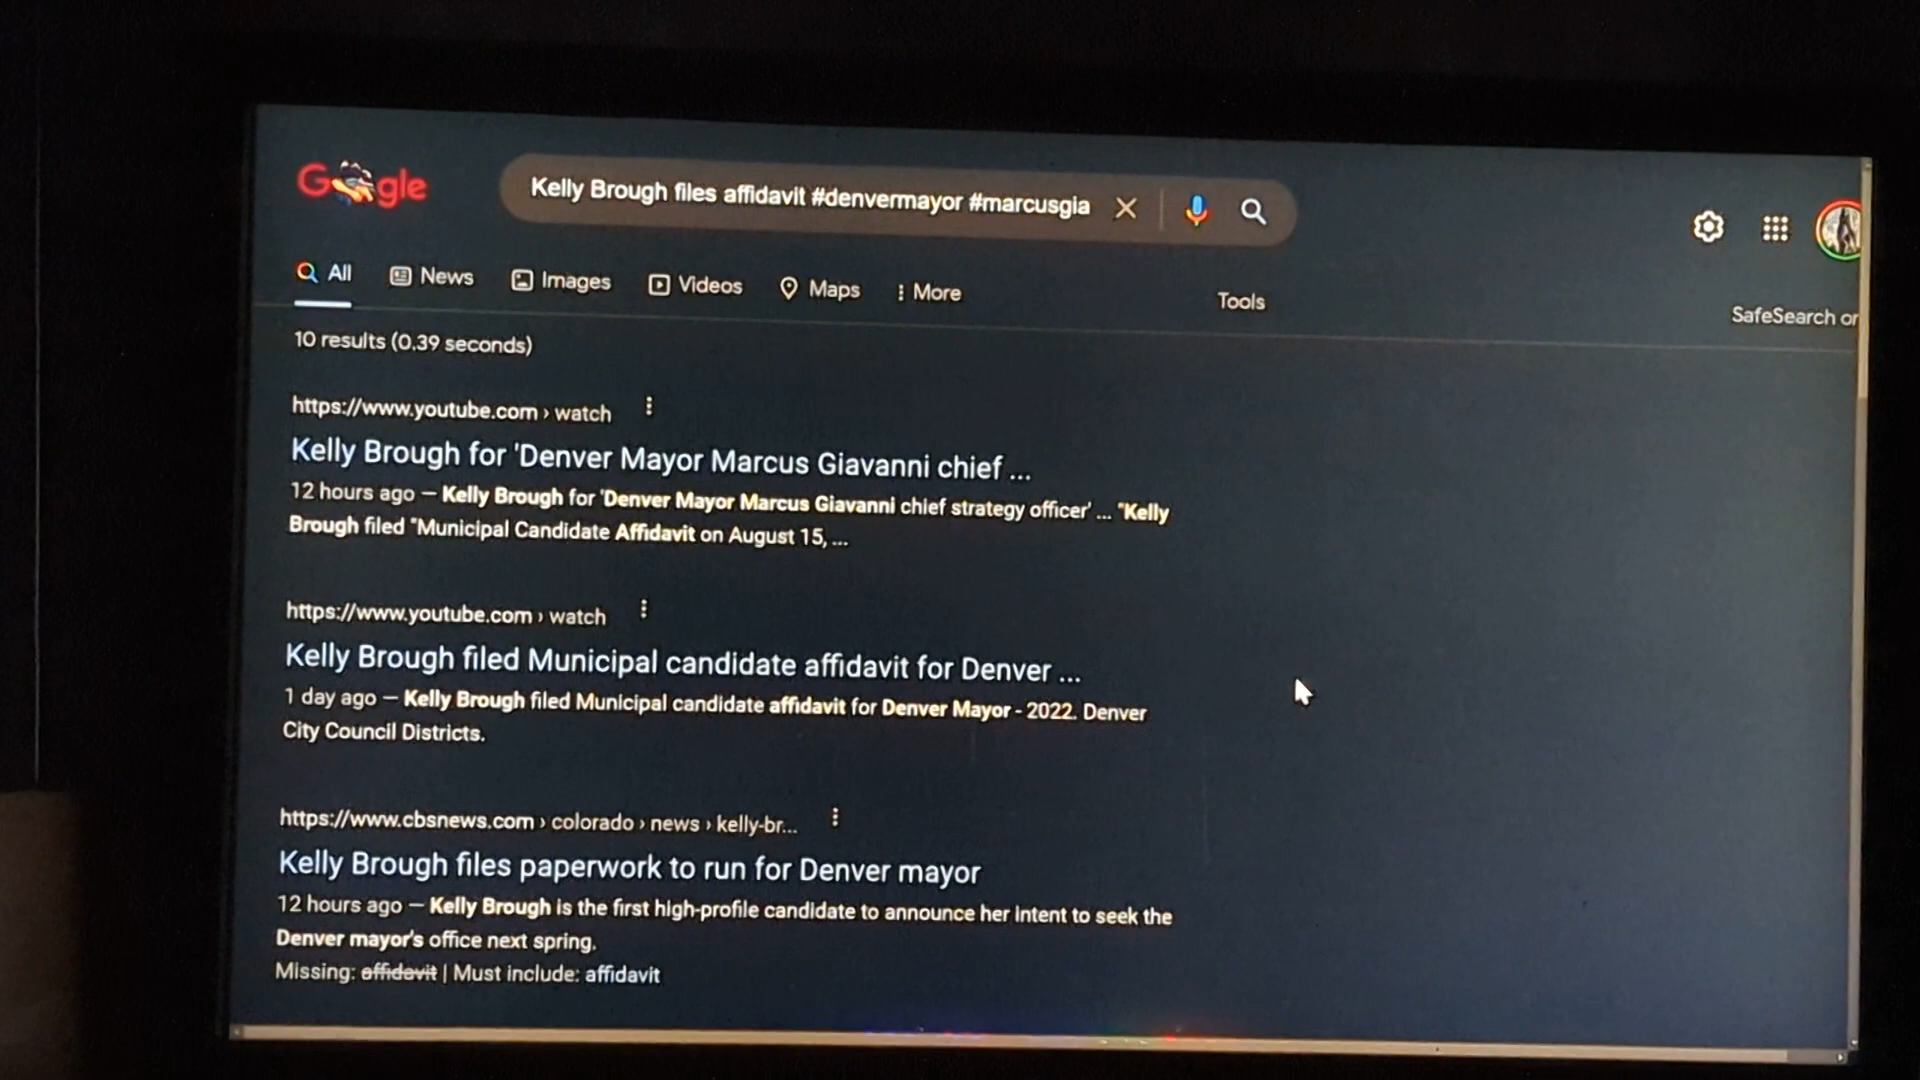 Google
Kelly Brough files affidavit #denvermayor #marcusgia
All News Images Videos Maps More Tools
SafeSearch or
10 results (0.39 seconds)
https://www.youtube.com › watch
Kelly Brough for 'Denver Mayor Marcus Giavanni chief ...
12 hours ago — Kelly Brough for 'Denver Mayor Marcus Giavanni chief strategy officer' ... "Kelly
Brough filed "Municipal Candidate Affidavit on August 15, ...
https://www.youtube.com › watch
Kelly Brough filed Municipal candidate affidavit for Denver ...
1 day ago — Kelly Brough filed Municipal candidate affidavit for Denver Mayor - 2022. Denver
City Council Districts.
https://www.cbsnews.com › colorado › news › kelly-br...
Kelly Brough files paperwork to run for Denver mayor
12 hours ago — Kelly Brough is the first high-profile candidate to announce her intent to seek the
Denver mayor's office next spring.
Missing: affidavit | Must include: affidavit